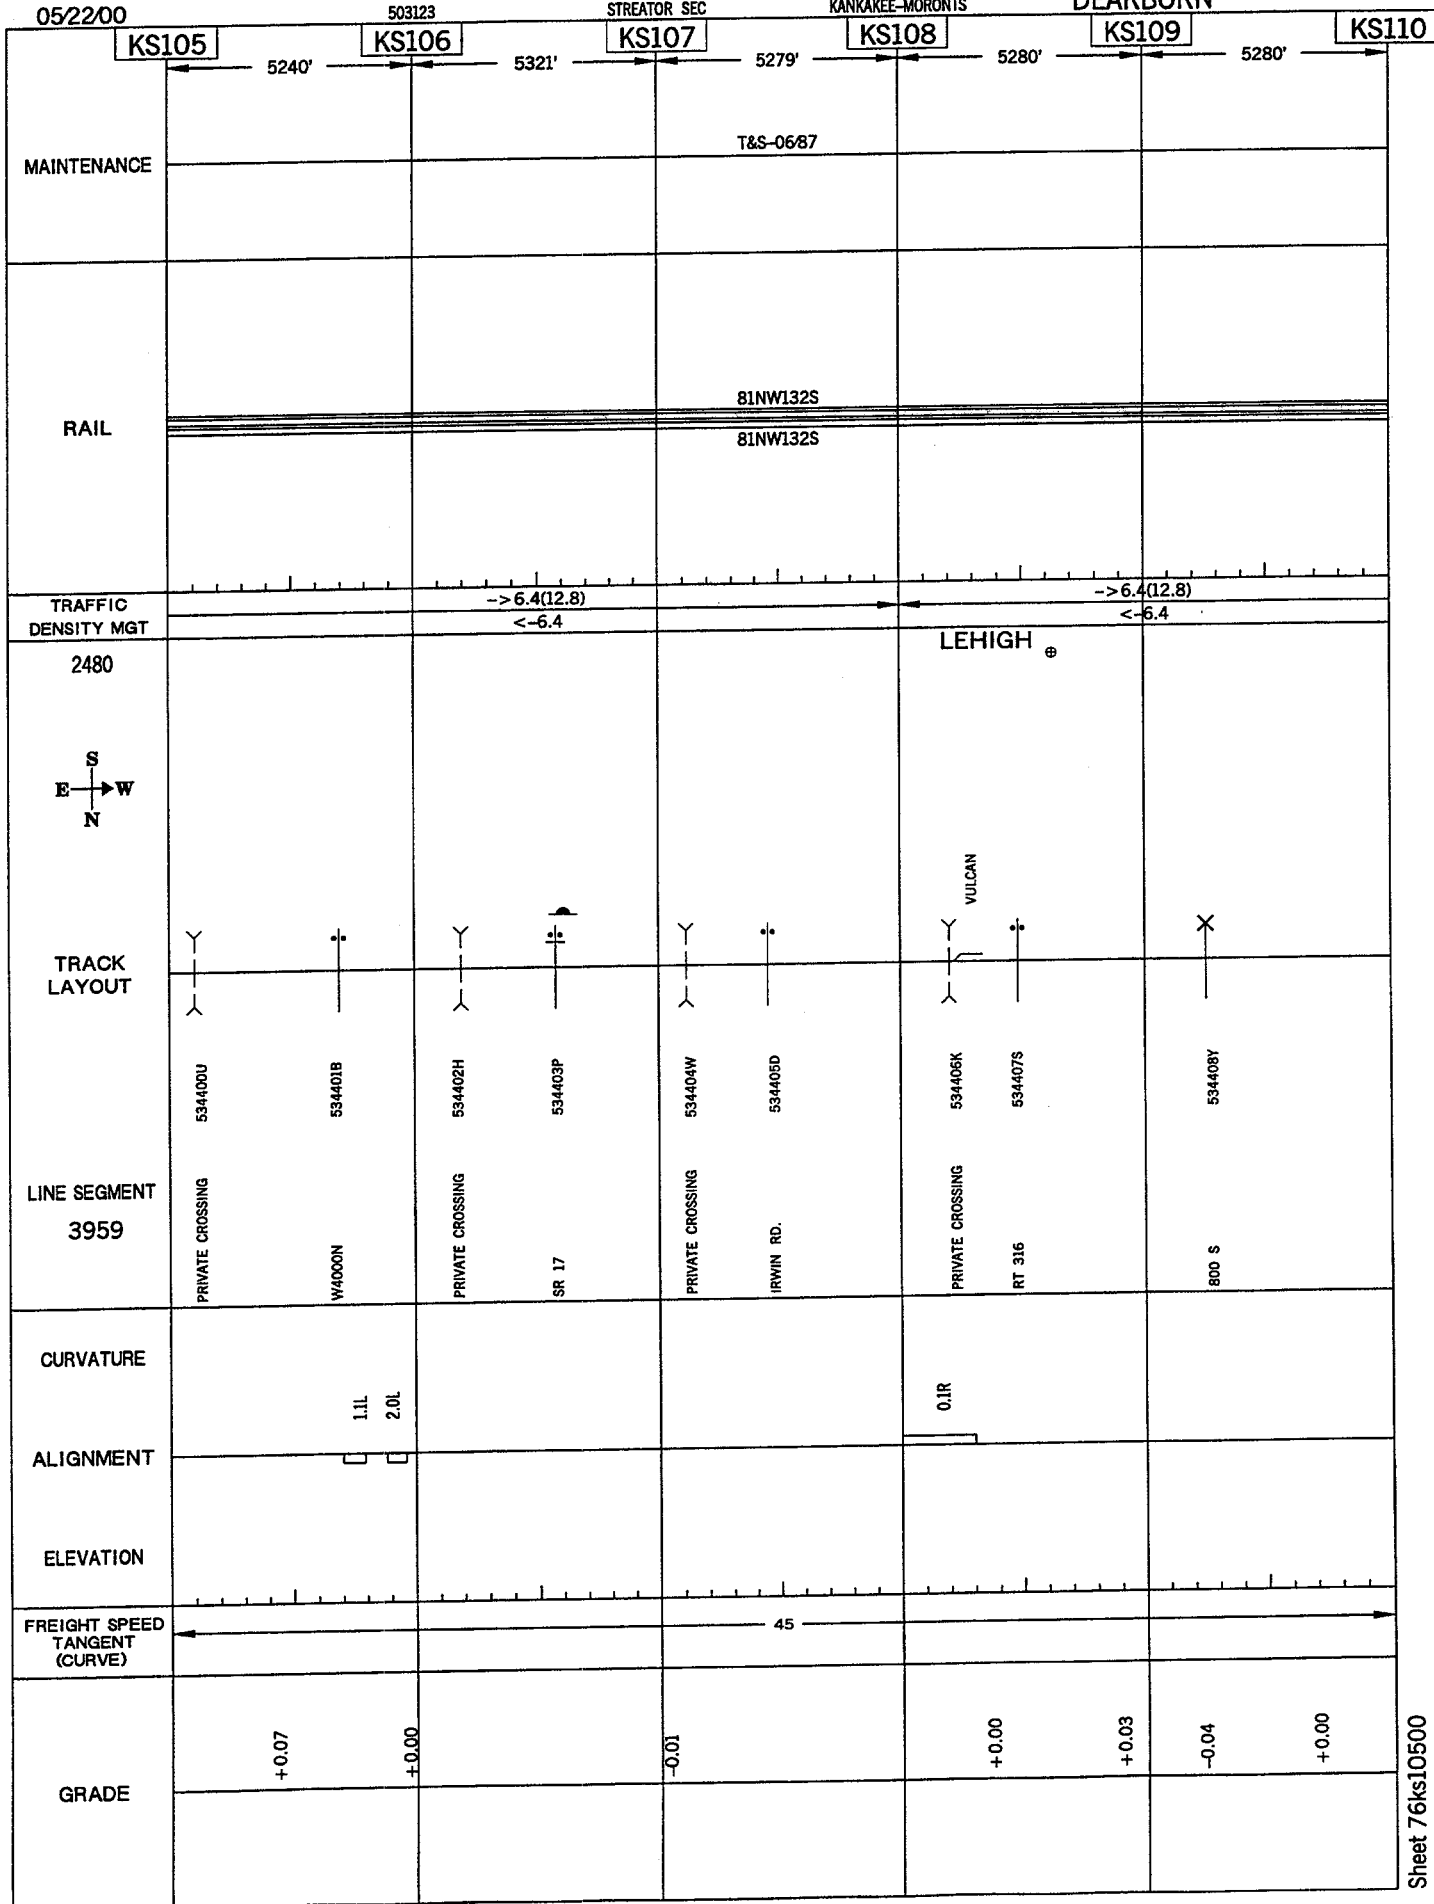 05/22/00
503123
STREATOR SEC
KANKAKEE-MORONTS
DEARBORN
KS105
KS106
KS107
KS108
KS109
KS110
5240'
5321'
5279'
5280'
5280'
MAINTENANCE
T&S-06/87
RAIL
81NW132S
81NW132S
TRAFFIC
DENSITY MGT
->6.4(12.8)
<-6.4
->6.4(12.8)
<-6.4
2480
LEHIGH
S
E W
N
VULCAN
TRACK
LAYOUT
534400U
534401B
534402H
534403P
534404W
534405D
534406K
534407S
534408Y
LINE SEGMENT
3959
PRIVATE CROSSING
W4000N
PRIVATE CROSSING
SR 17
PRIVATE CROSSING
IRWIN RD.
PRIVATE CROSSING
RT 316
800 S
CURVATURE
1.1L
2.0L
0.1R
ALIGNMENT
ELEVATION
FREIGHT SPEED
TANGENT
(CURVE)
45
GRADE
+0.07
+0.00
-0.01
+0.00
+0.03
-0.04
+0.00
Sheet 76ks10500